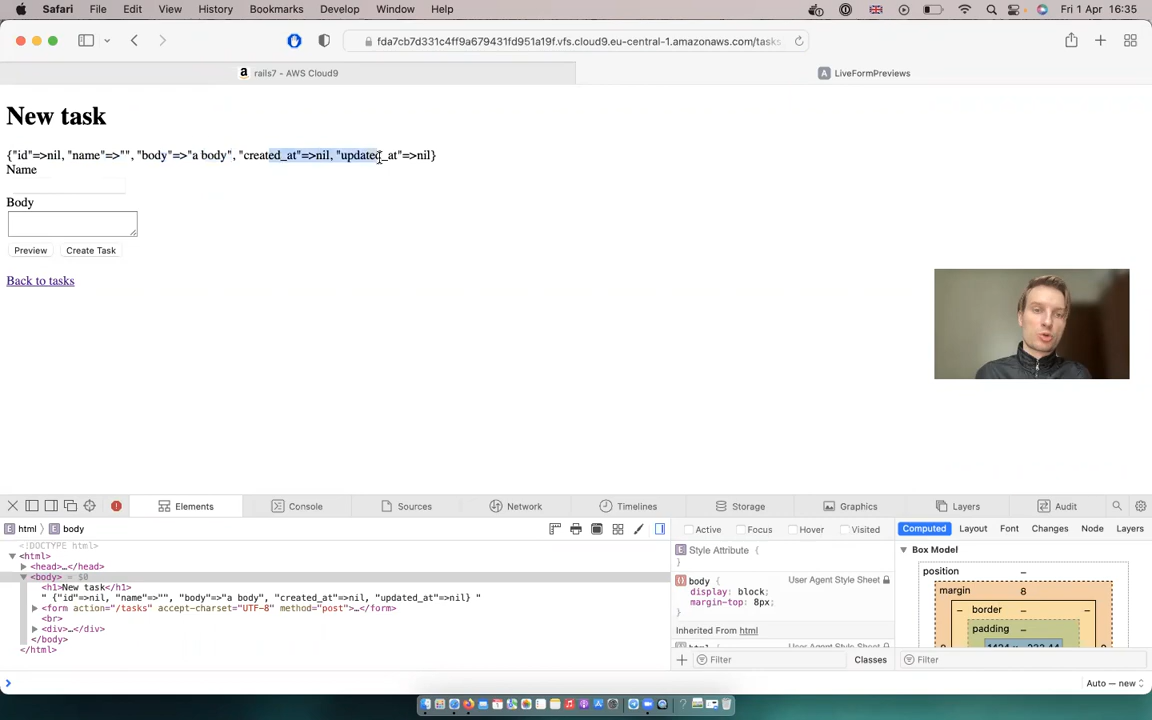 Safari File Edit View History Bookmarks Develop Window Help Fri 1 Apr 16:35
fda7cb7d331c4ff9a679431fd951a19f.vfs.cloud9.eu-central-1.amazonaws.com/tasks
a rails7 - AWS Cloud9 A LiveFormPreviews
New task
{"id"=>nil, "name"=>"", "body"=>"a body", "created_at"=>nil, "updated_at"=>nil}
Name
Body
Preview Create Task
Back to tasks
Elements Console Sources Network Timelines Storage Graphics Layers Audit
E html E body Active Focus Hover Visited Computed Layout Font Changes Node Layers
<!DOCTYPE html>
<html>
<head>…</head>
<body> = $0
<h1>New task</h1>
" {"id"=>nil, "name"=>"", "body"=>"a body", "created_at"=>nil, "updated_at"=>nil} "
<form action="/tasks" accept-charset="UTF-8" method="post">…</form>
<br>
<div>…</div>
</body>
</html>
E Style Attribute {
}
body User Agent Style Sheet
{
display: block;
margin-top: 8px;
}
Inherited From html
Filter Classes
Box Model
position –
margin 8
– border –
– padding –
Filter
Auto — new